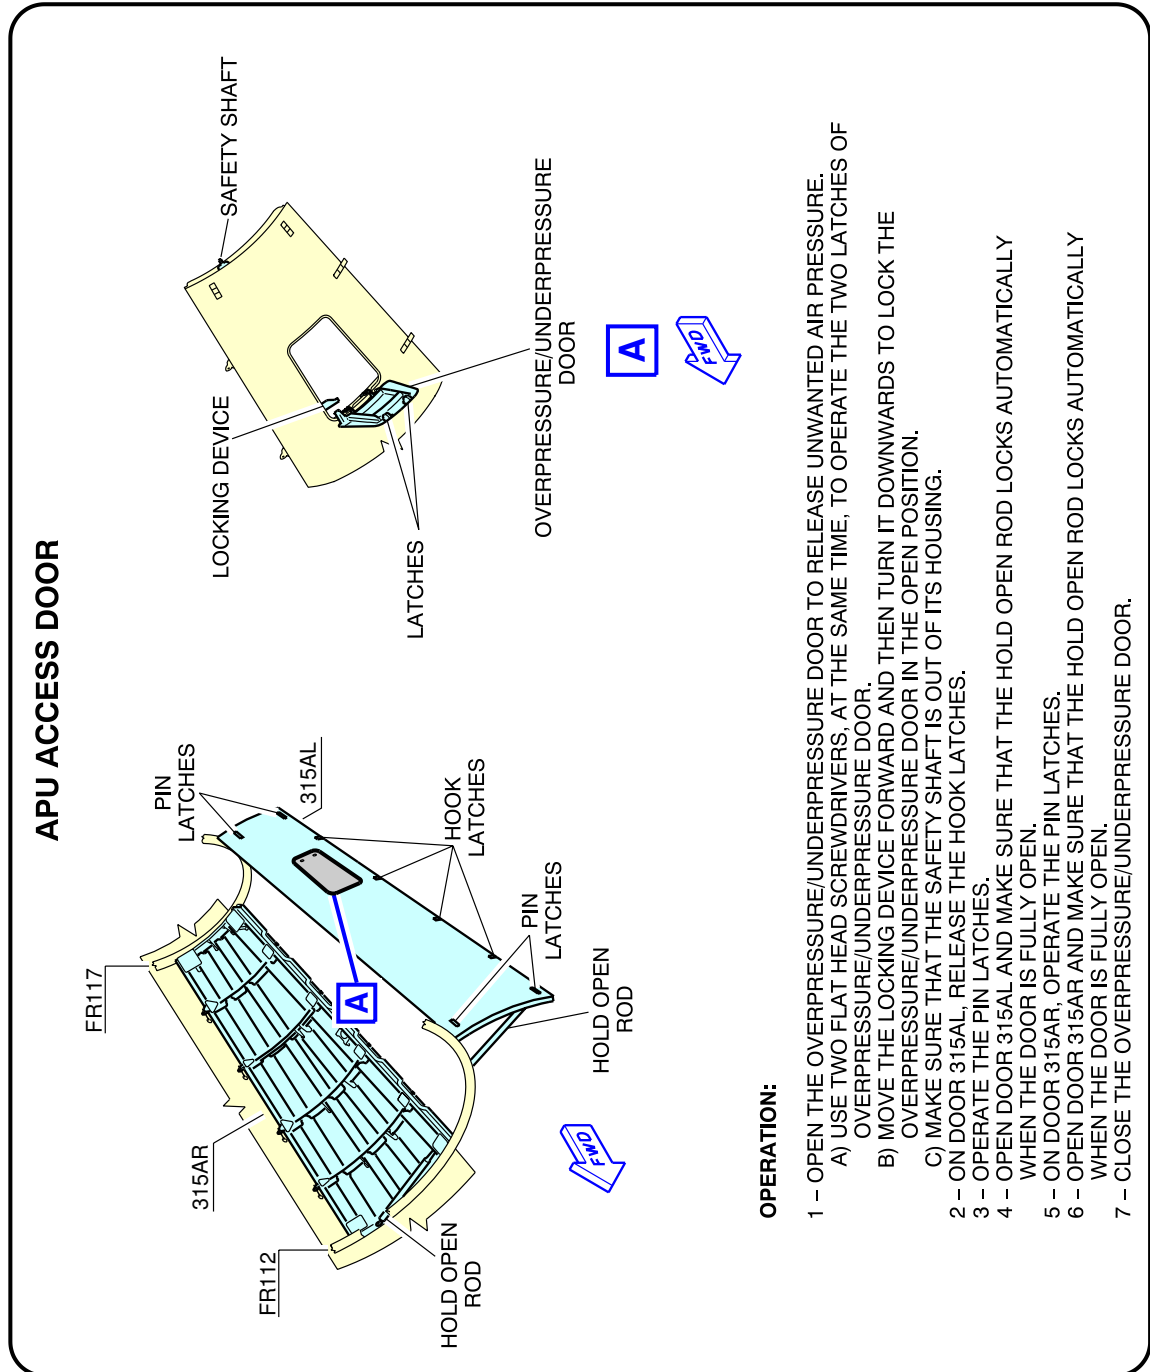 APU ACCESS DOOR
FR117
315AR
FR112
HOLD OPEN
ROD
PIN
LATCHES
315AL
HOOK
LATCHES
PIN
LATCHES
HOLD OPEN
ROD
A
FWD
SAFETY SHAFT
LOCKING DEVICE
LATCHES
OVERPRESSURE/UNDERPRESSURE
DOOR
A
FWD
OPERATION:
1 – OPEN THE OVERPRESSURE/UNDERPRESSURE DOOR TO RELEASE UNWANTED AIR PRESSURE.
A) USE TWO FLAT HEAD SCREWDRIVERS, AT THE SAME TIME, TO OPERATE THE TWO LATCHES OF
OVERPRESSURE/UNDERPRESSURE DOOR.
B) MOVE THE LOCKING DEVICE FORWARD AND THEN TURN IT DOWNWARDS TO LOCK THE
OVERPRESSURE/UNDERPRESSURE DOOR IN THE OPEN POSITION.
C) MAKE SURE THAT THE SAFETY SHAFT IS OUT OF ITS HOUSING.
2 – ON DOOR 315AL, RELEASE THE HOOK LATCHES.
3 – OPERATE THE PIN LATCHES.
4 – OPEN DOOR 315AL AND MAKE SURE THAT THE HOLD OPEN ROD LOCKS AUTOMATICALLY
WHEN THE DOOR IS FULLY OPEN.
5 – ON DOOR 315AR, OPERATE THE PIN LATCHES.
6 – OPEN DOOR 315AR AND MAKE SURE THAT THE HOLD OPEN ROD LOCKS AUTOMATICALLY
WHEN THE DOOR IS FULLY OPEN.
7 – CLOSE THE OVERPRESSURE/UNDERPRESSURE DOOR.